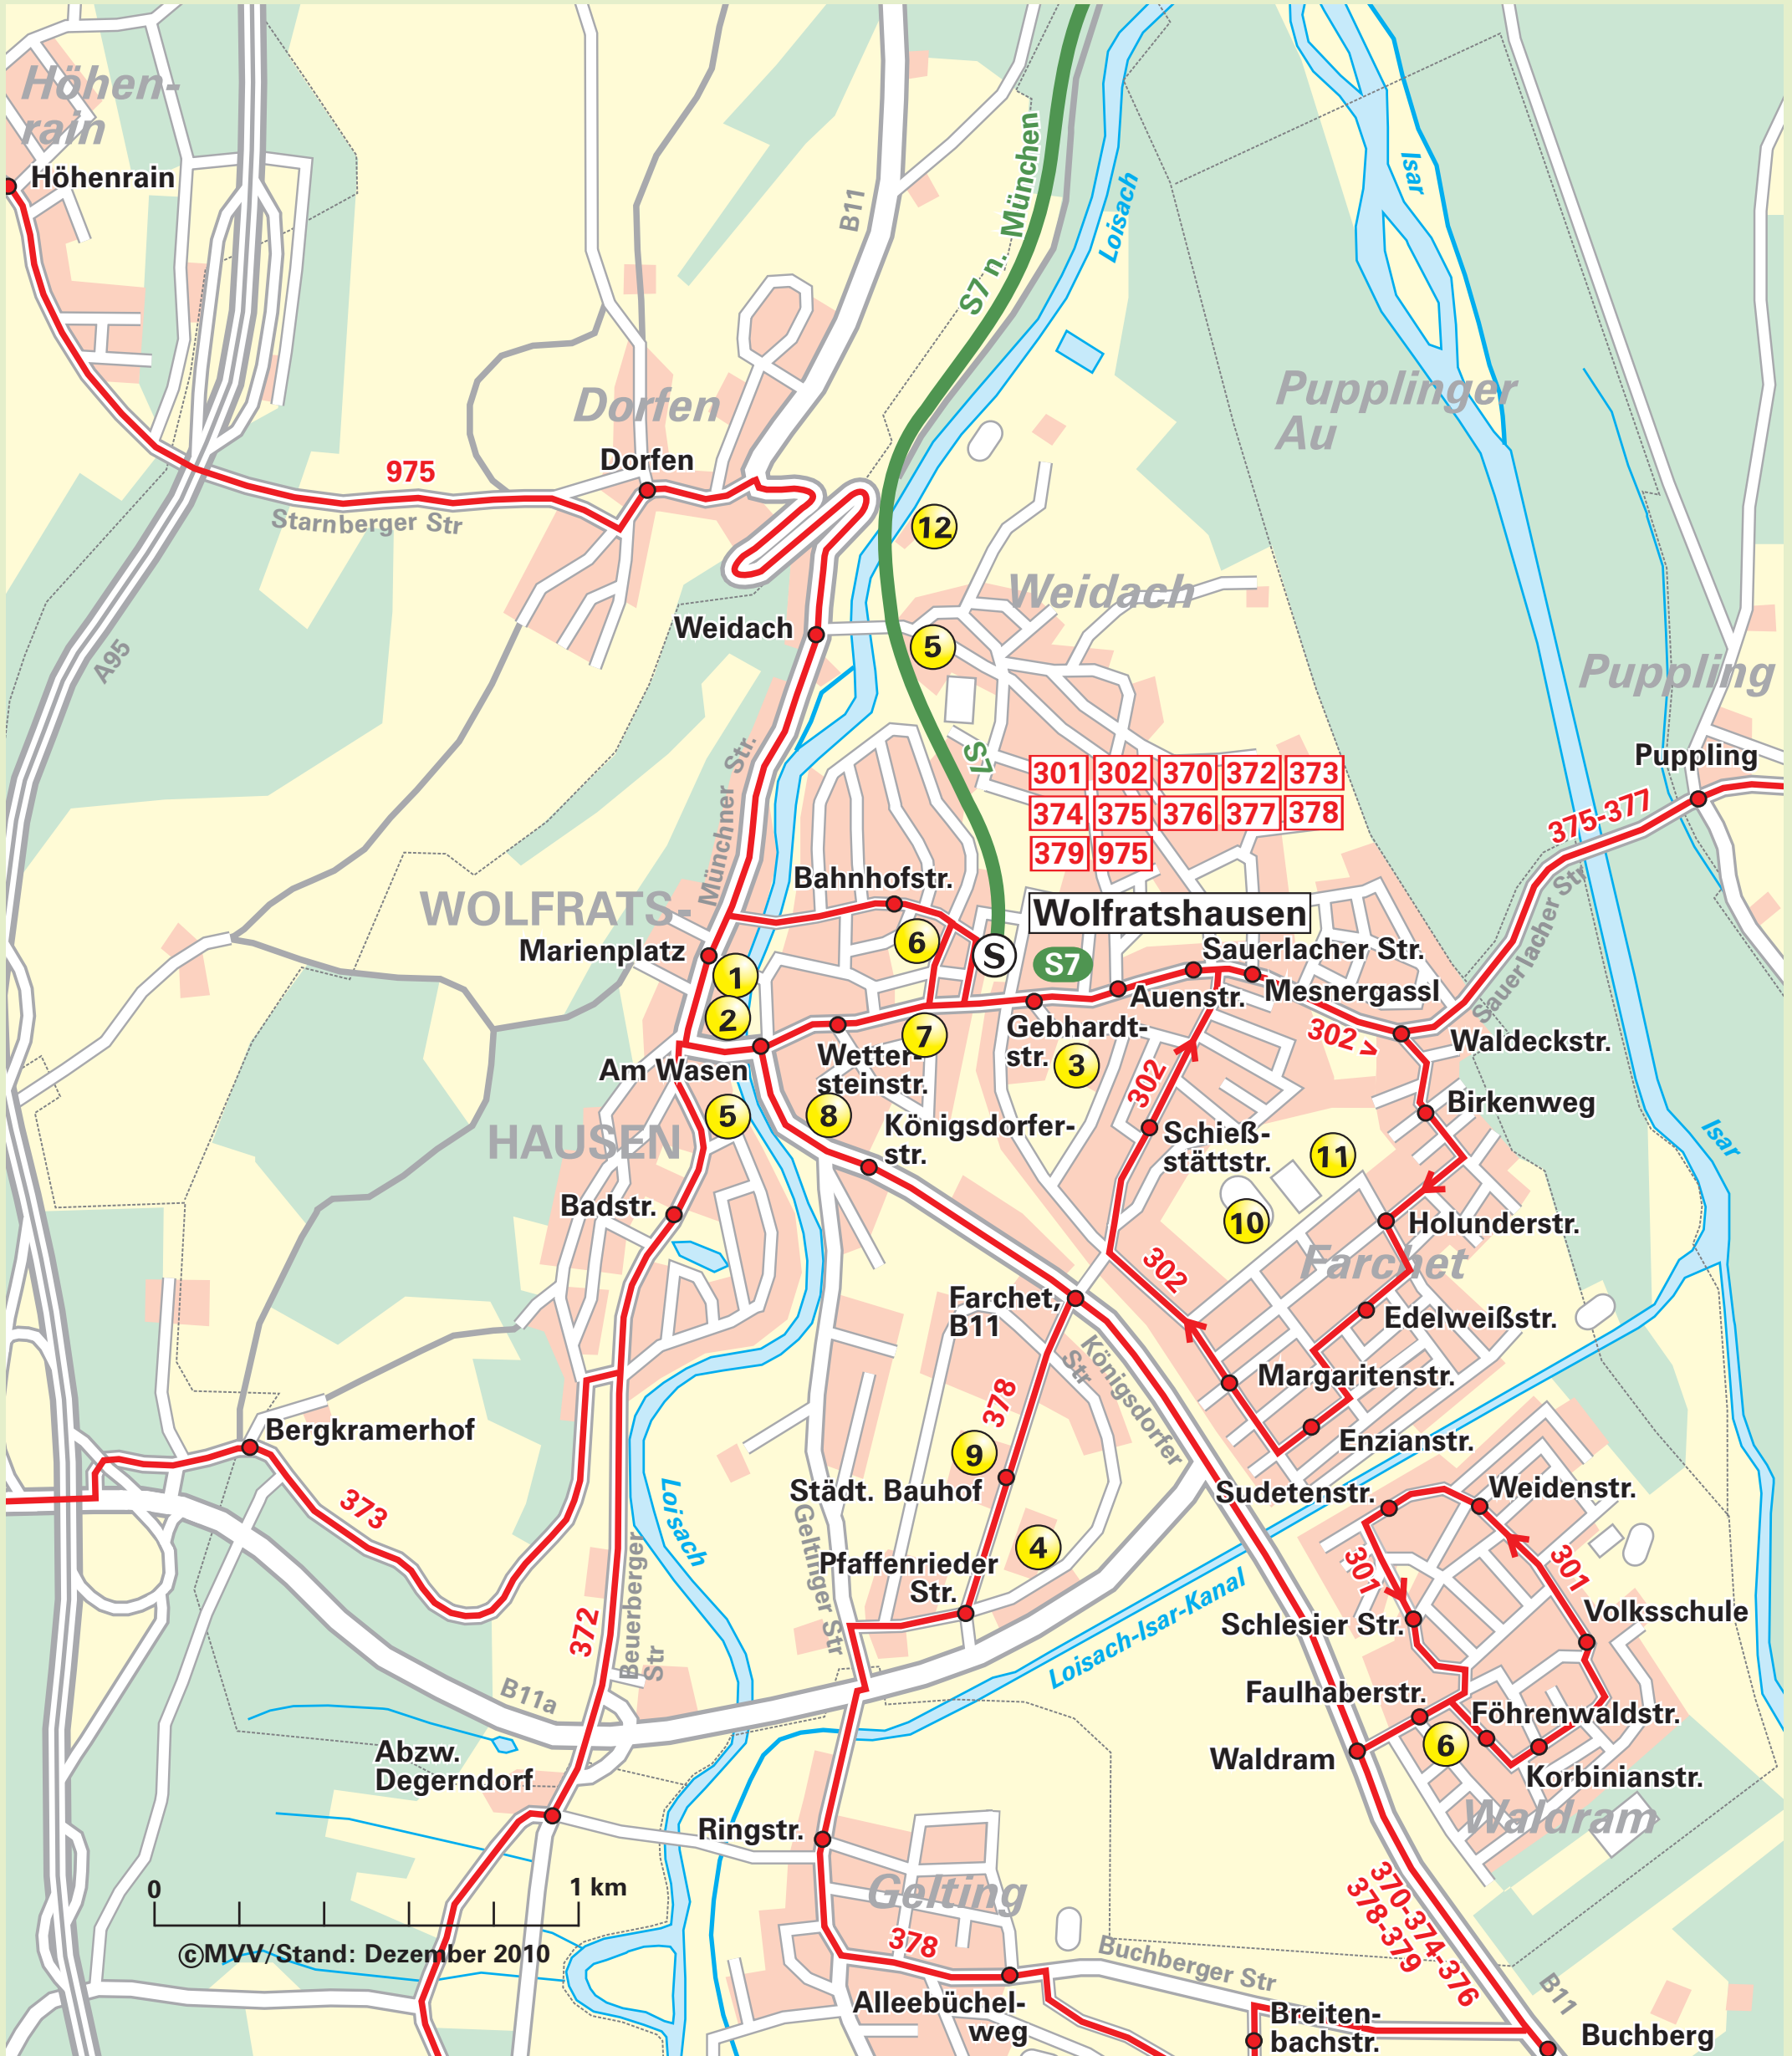 Höhen-
rain
Höhenrain
B11
S7 n. München
Loisach
Isar
Pupplinger
Au
Dorfen
Dorfen
975
Starnberger Str
12
Weidach
Weidach
5
A95
Puppling
Puppling
Münchner Str.
S7
301 302 370 372 373
374 375 376 377 378
379 975
375-377
Sauerlacher Str
WOLFRATS-
HAUSEN
Bahnhofstr.
Wolfratshausen
Marienplatz
6
S
S7
Sauerlacher Str.
1
2
Auenstr.
Mesnergassl
7
Gebhardt-
str.
3
302 >
Waldeckstr.
Am Wasen
Wetter-
steinstr.
302
Birkenweg
5
8
Königsdorfer-
str.
Schieß-
stättstr.
11
Isar
Badstr.
10
Holunderstr.
Farchet
302
Farchet,
B11
Edelweißstr.
Königsdorfer
Str
Margaritenstr.
378
Bergkramerhof
9
Enzianstr.
Städt. Bauhof
Sudetenstr.
Weidenstr.
373
Loisach
Geltinger Str
4
Pfaffenrieder
Str.
301
301
Loisach-Isar-Kanal
Schlesier Str.
Volksschule
372
Beuerberger
Str
B11a
Faulhaberstr.
Föhrenwaldstr.
6
Waldram
Korbinianstr.
Waldram
Abzw.
Degerndorf
Ringstr.
Gelting
0
1 km
370-374-376
378-379
©MVV/Stand: Dezember 2010
378
Buchberger Str
B11
Alleebüchel-
weg
Breiten-
bachstr.
Buchberg